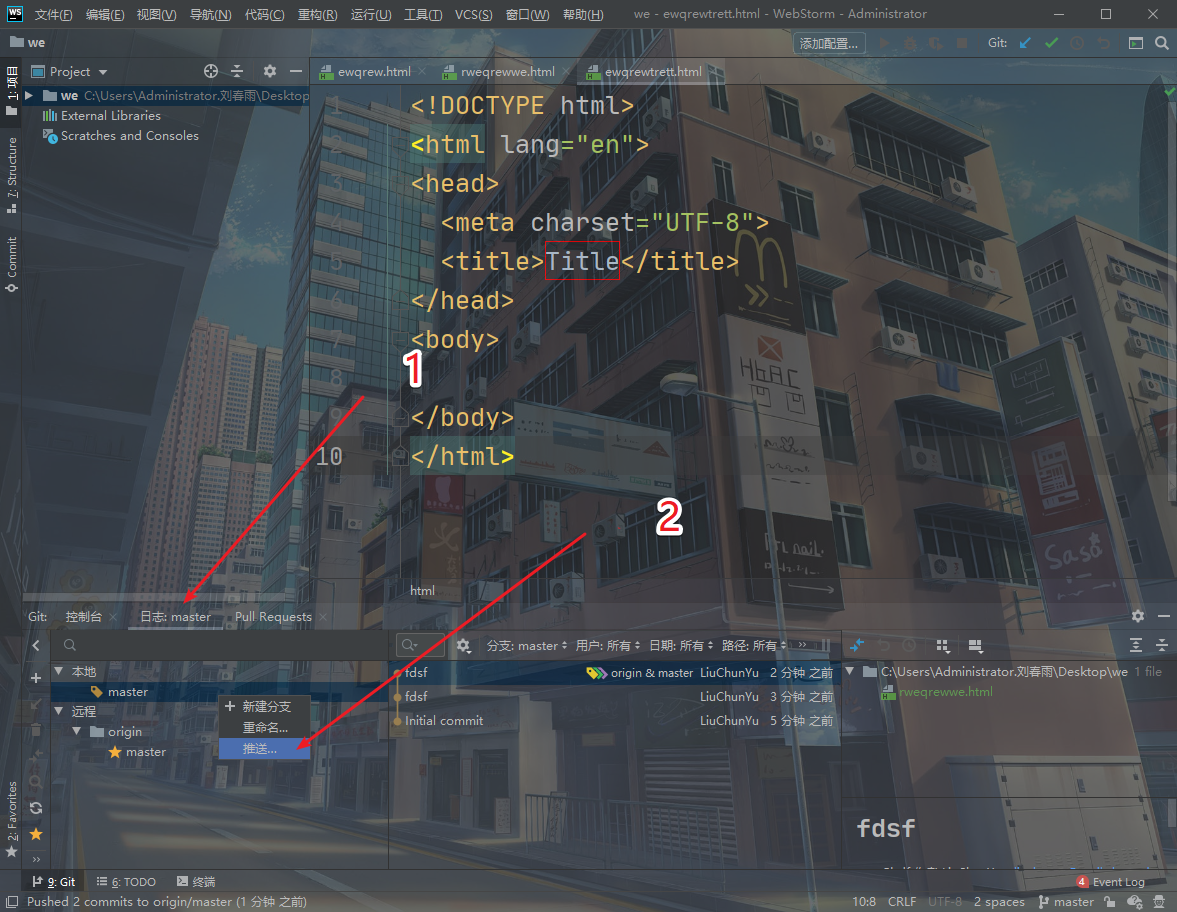 WS 文件(F) 编辑(E) 视图(V) 导航(N) 代码(C) 重构(R) 运行(U) 工具(T) VCS(S) 窗口(W) 帮助(H) we - ewqrewtrett.html - WebStorm - Administrator
we 添加配置... Git:
Project ewqrew.html rweqrewwe.html ewqrewtrett.html
1: 项目
7: Structure
Commit
2: Favorites
we C:\Users\Administrator.刘春雨\Desktop
External Libraries
Scratches and Consoles
1 <!DOCTYPE html>
2 <html lang="en">
3 <head>
4 <meta charset="UTF-8">
5 <title>Title</title>
6 </head>
7 <body>
8
9 </body>
10 </html>
1
2
HbAC
Saso
html
Git: 控制台 日志: master Pull Requests
分支: master 用户: 所有 日期: 所有 路径: 所有 »
本地
master
远程
origin
master
新建分支
重命名...
推送...
fdsf origin & master LiuChunYu 2 分钟 之前
fdsf LiuChunYu 3 分钟 之前
Initial commit LiuChunYu 5 分钟 之前
C:\Users\Administrator.刘春雨\Desktop\we 1 file
rweqrewwe.html
fdsf
»
9: Git 6: TODO 终端 4 Event Log
Pushed 2 commits to origin/master (1 分钟 之前) 10:8 CRLF UTF-8 2 spaces master